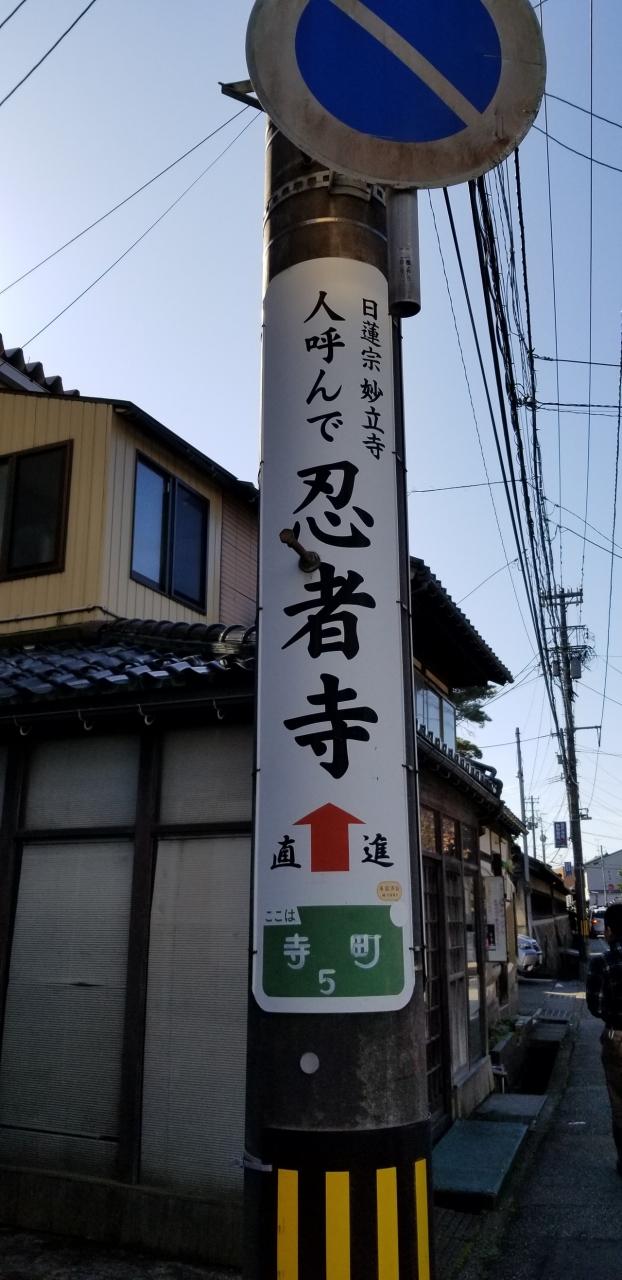 日蓮宗 妙立寺
人呼んで
忍者寺
直進
ここは
寺町
5